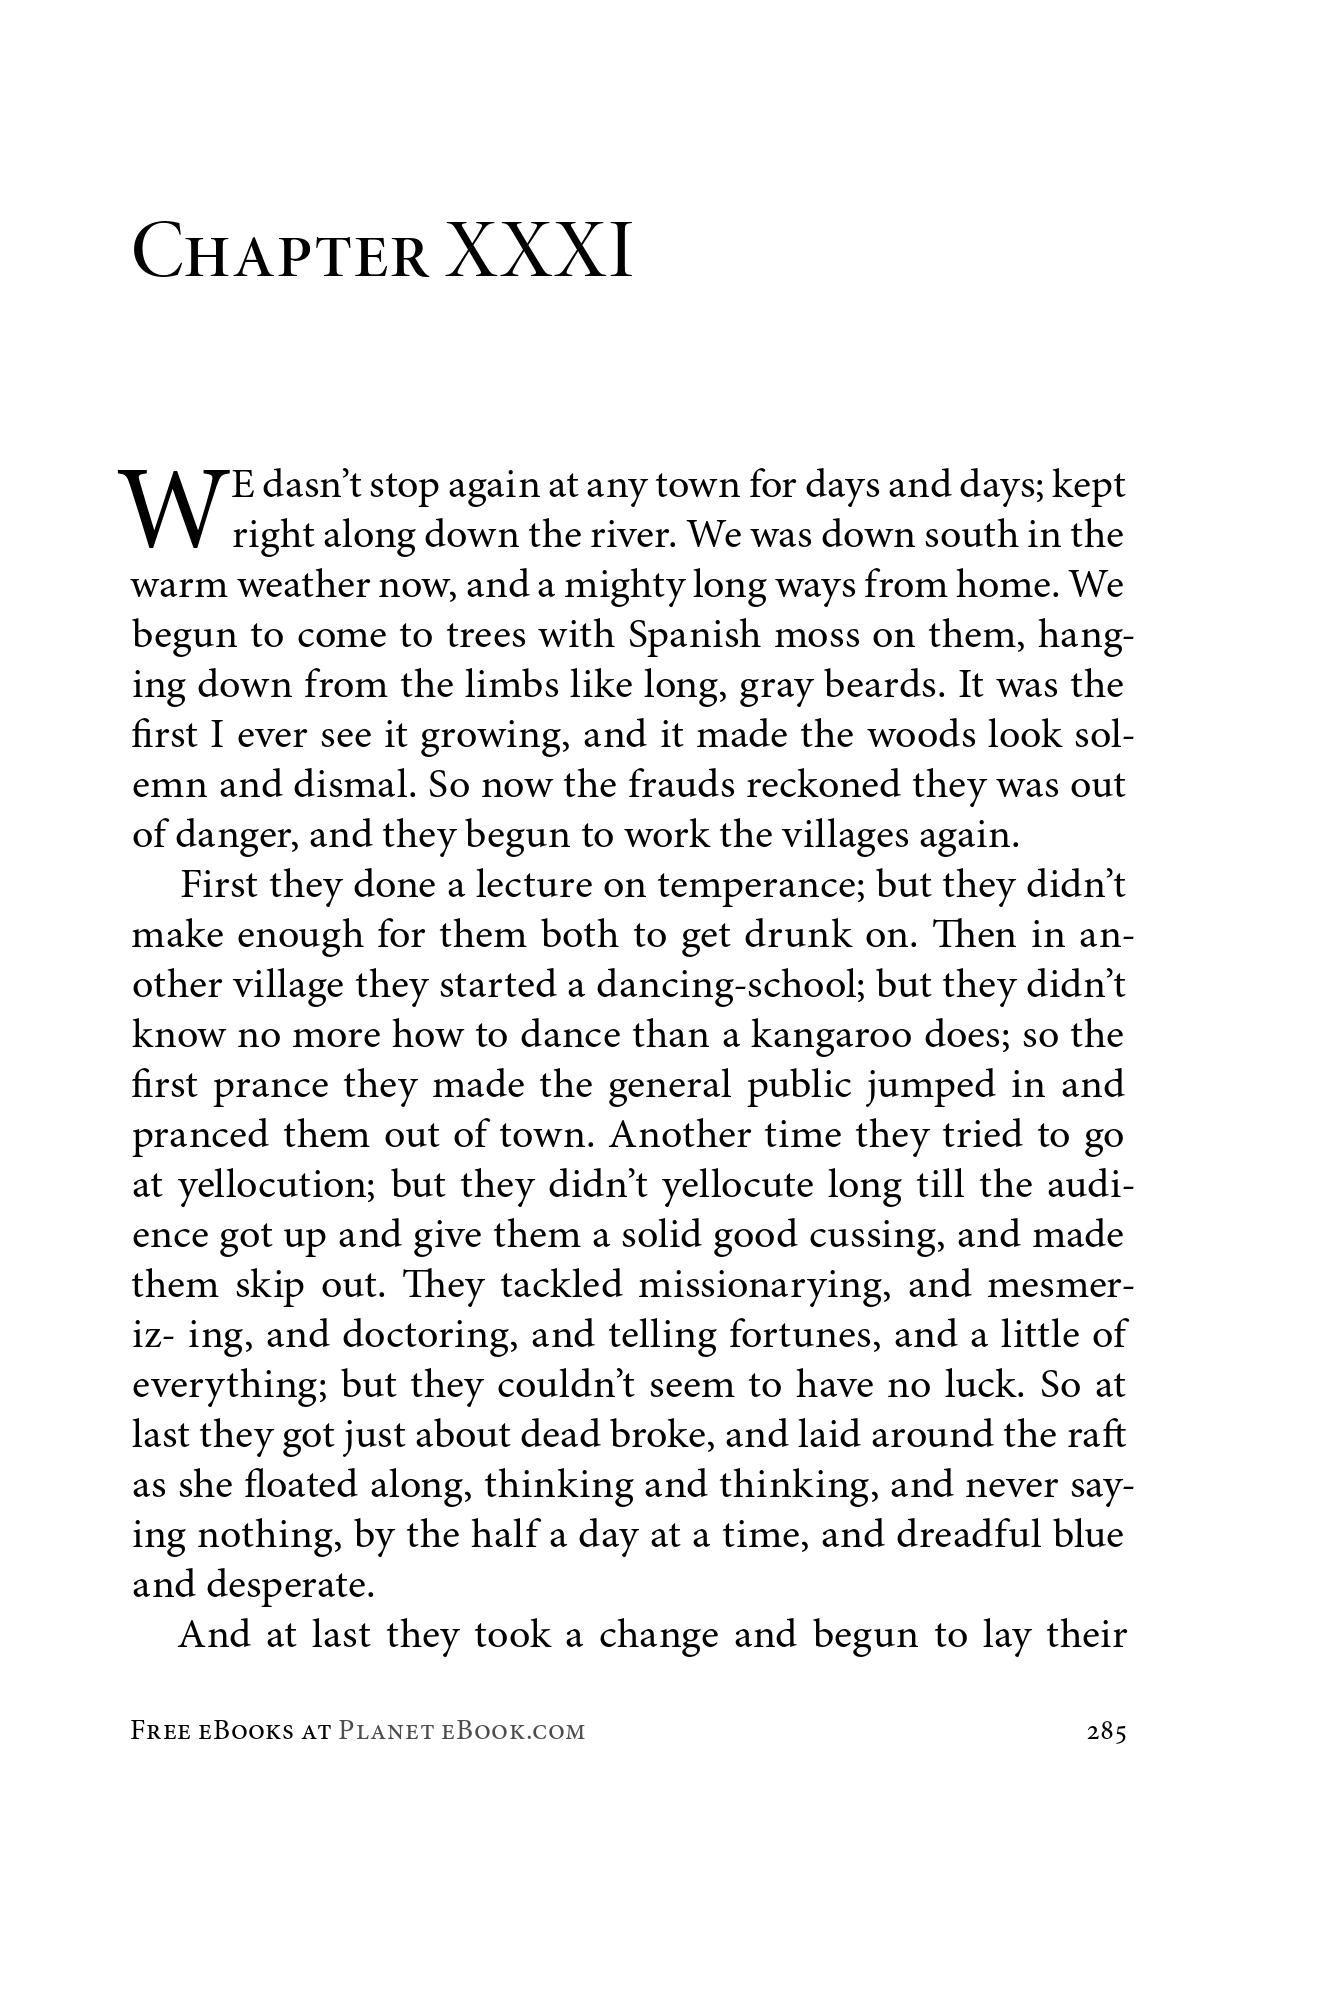 Chapter XXXI
WE dasn’t stop again at any town for days and days; kept
right along down the river. We was down south in the
warm weather now, and a mighty long ways from home. We
begun to come to trees with Spanish moss on them, hang-
ing down from the limbs like long, gray beards. It was the
first I ever see it growing, and it made the woods look sol-
emn and dismal. So now the frauds reckoned they was out
of danger, and they begun to work the villages again.
First they done a lecture on temperance; but they didn’t
make enough for them both to get drunk on. Then in an-
other village they started a dancing-school; but they didn’t
know no more how to dance than a kangaroo does; so the
first prance they made the general public jumped in and
pranced them out of town. Another time they tried to go
at yellocution; but they didn’t yellocute long till the audi-
ence got up and give them a solid good cussing, and made
them skip out. They tackled missionarying, and mesmer-
iz- ing, and doctoring, and telling fortunes, and a little of
everything; but they couldn’t seem to have no luck. So at
last they got just about dead broke, and laid around the raft
as she floated along, thinking and thinking, and never say-
ing nothing, by the half a day at a time, and dreadful blue
and desperate.
And at last they took a change and begun to lay their
Free eBooks at Planet eBook.com 285